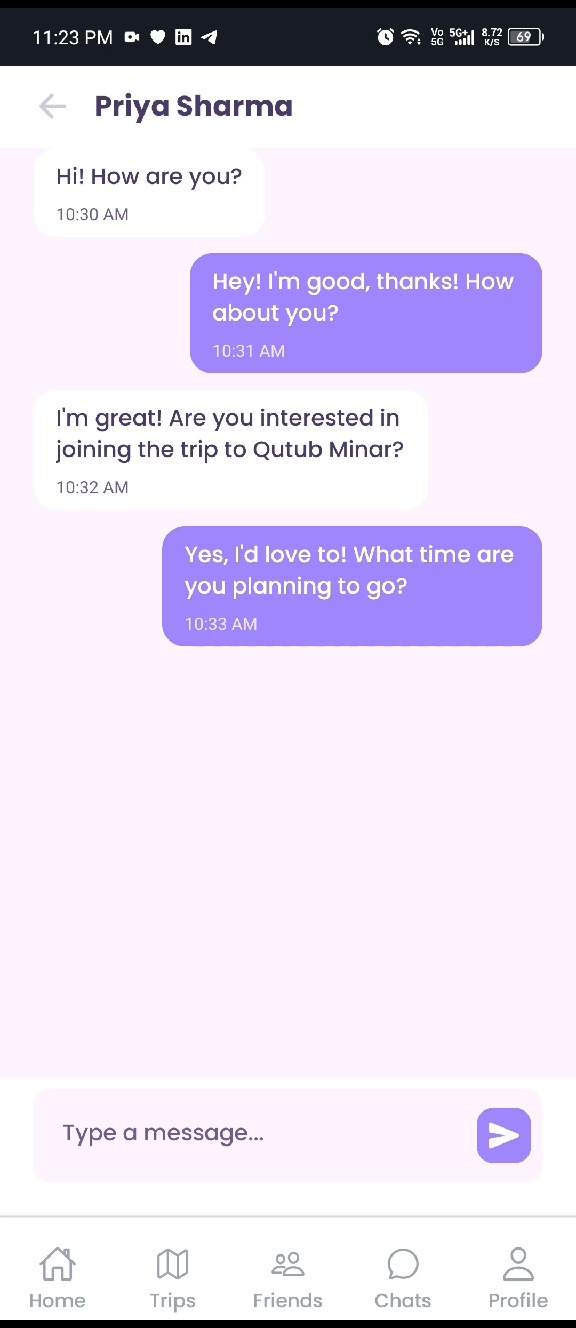 11:23 PM in Vo 5G 5G+ 8.72 K/S 69
Priya Sharma
Hi! How are you?
10:30 AM
Hey! I'm good, thanks! How
about you?
10:31 AM
I'm great! Are you interested in
joining the trip to Qutub Minar?
10:32 AM
Yes, I'd love to! What time are
you planning to go?
10:33 AM
Type a message...
Home Trips Friends Chats Profile